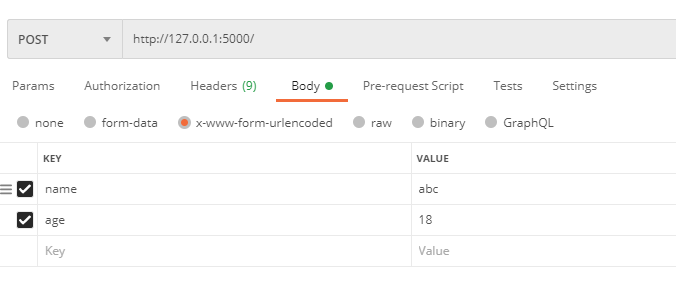 POST http://127.0.0.1:5000/
Params Authorization Headers (9) Body Pre-request Script Tests Settings
none form-data x-www-form-urlencoded raw binary GraphQL
KEY VALUE
name abc
age 18
Key Value